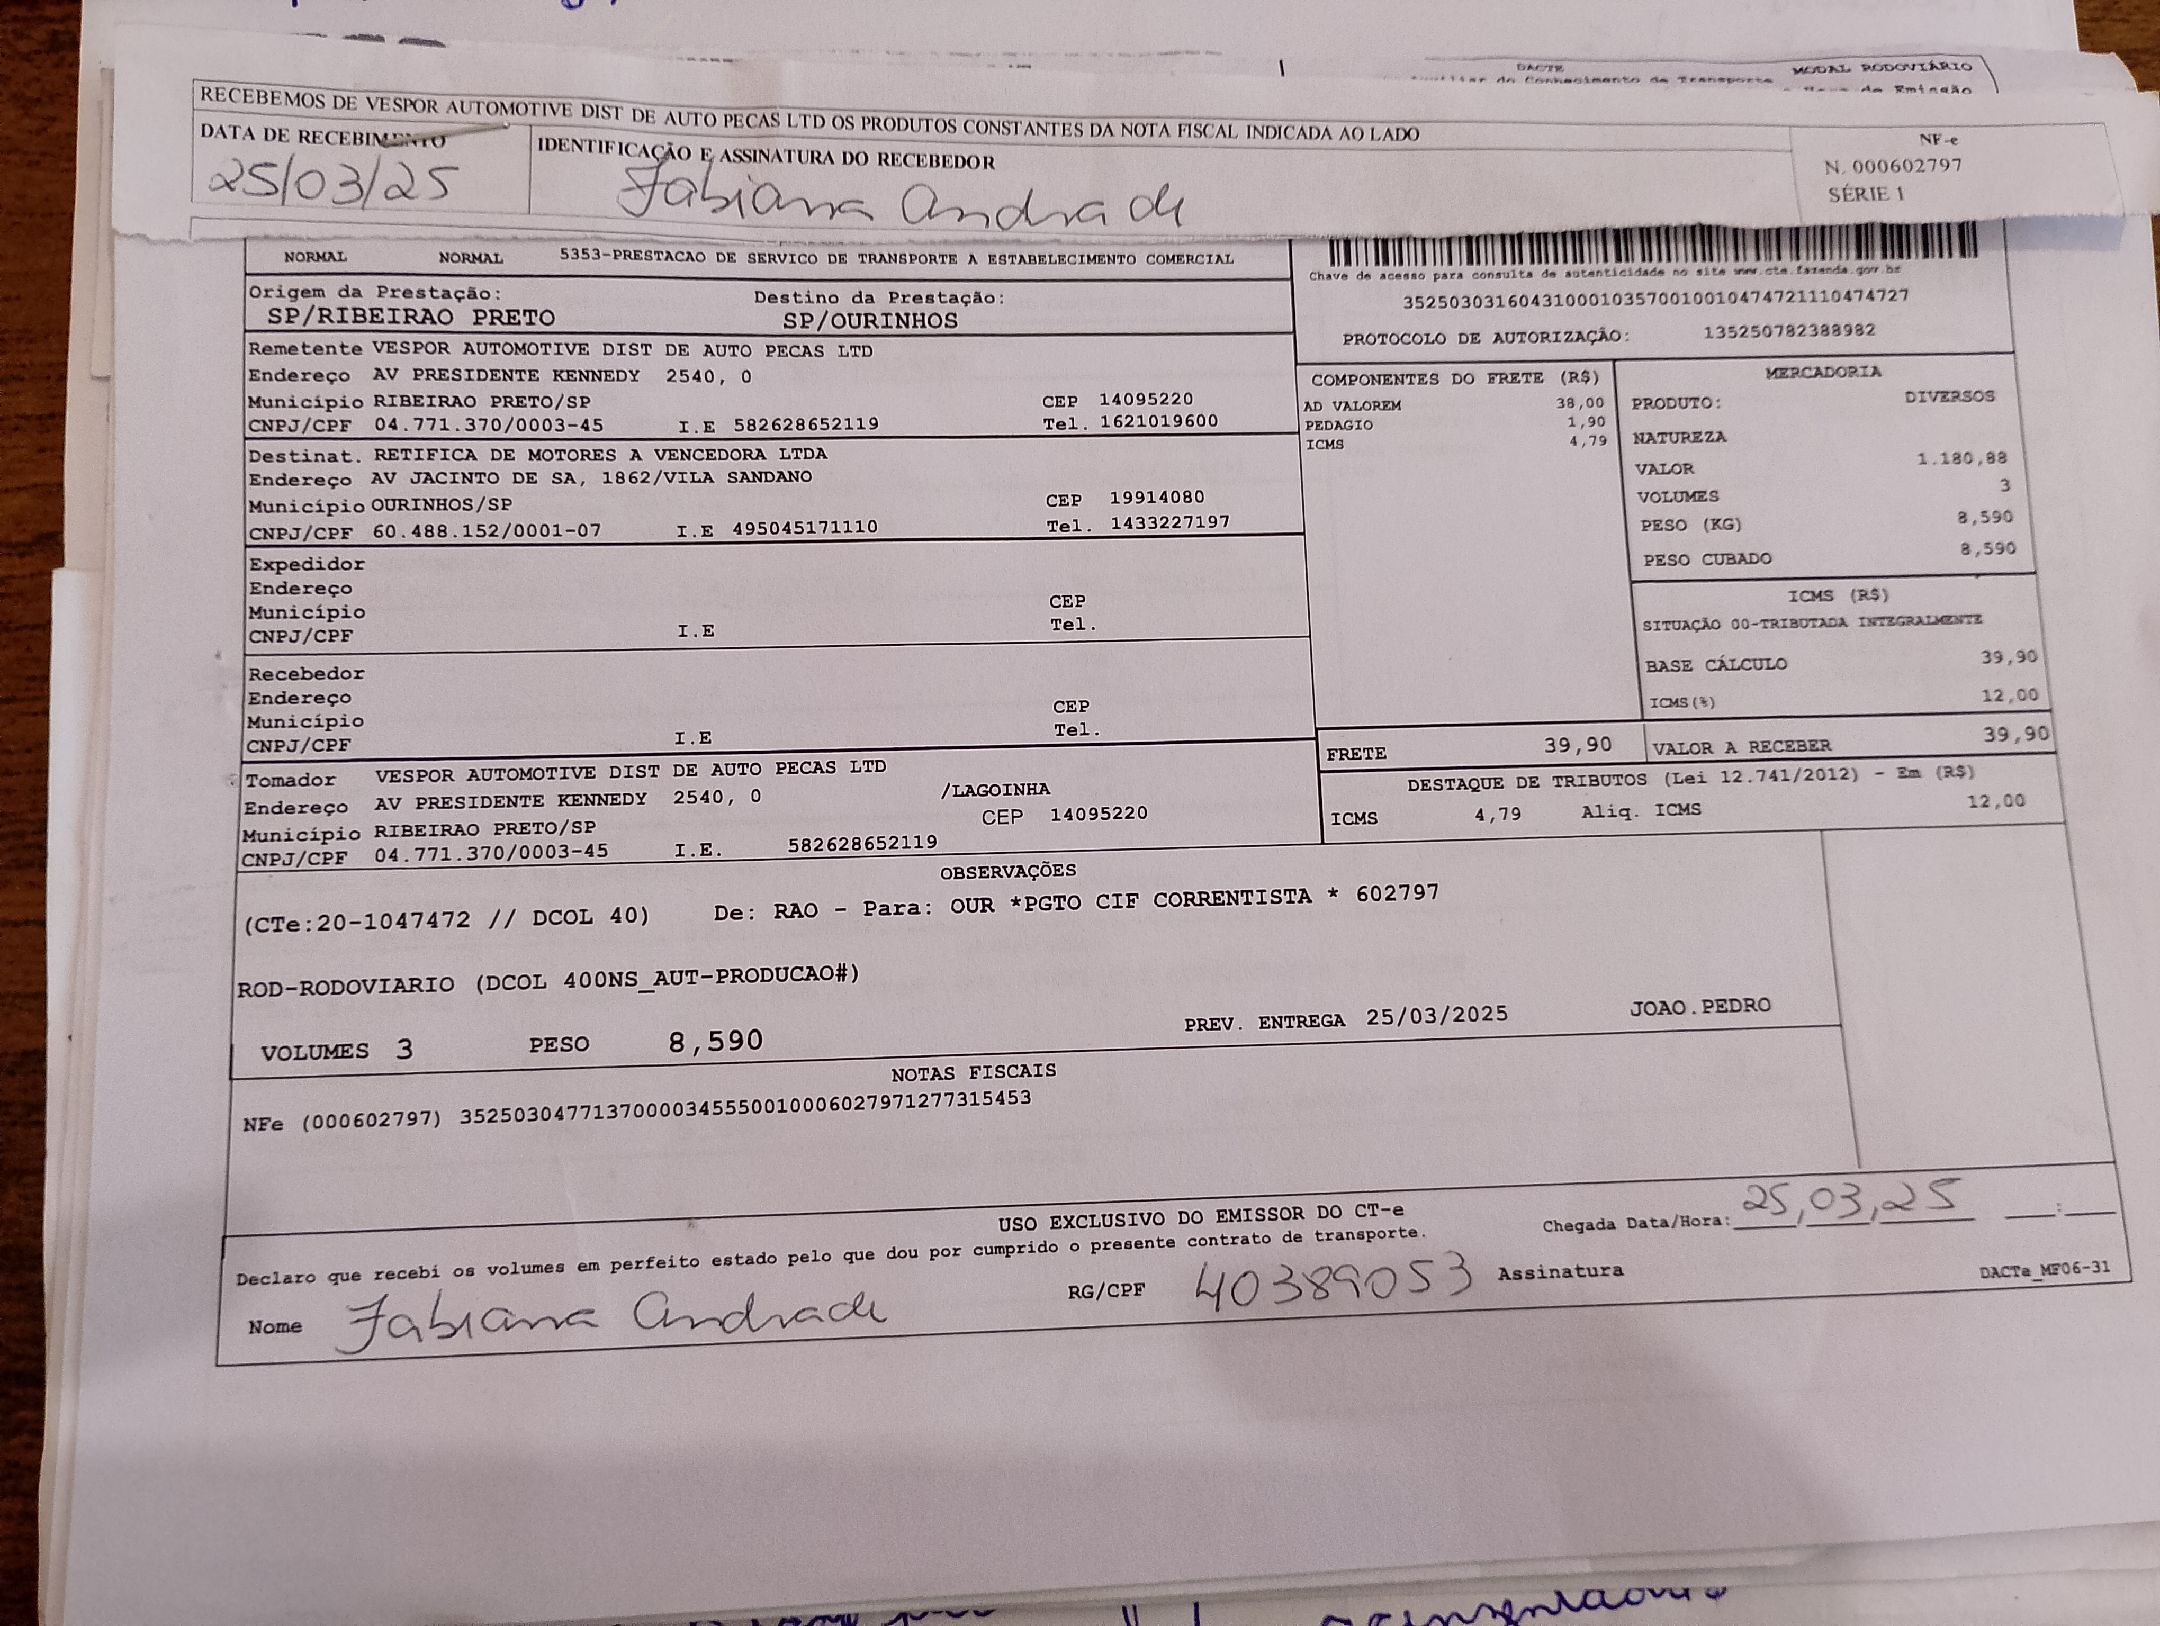 DACTE
MODAL RODOVIÁRIO
do Conhecimento de Transporte
de Emissão
RECEBEMOS DE VESPOR AUTOMOTIVE DIST DE AUTO PECAS LTD OS PRODUTOS CONSTANTES DA NOTA FISCAL INDICADA AO LADO
DATA DE RECEBIMENTO
25/03/25
IDENTIFICAÇÃO E ASSINATURA DO RECEBEDOR
Fabiana Andrade
NF-e
N. 000602797
SÉRIE 1
NORMAL NORMAL 5353-PRESTACAO DE SERVICO DE TRANSPORTE A ESTABELECIMENTO COMERCIAL
Chave de acesso para consulta de autenticidade no site www.cte.fazenda.gov.br
35250303160431000103570010010474721110474727
PROTOCOLO DE AUTORIZAÇÃO: 135250782388982
Origem da Prestação: Destino da Prestação:
SP/RIBEIRAO PRETO SP/OURINHOS
Remetente VESPOR AUTOMOTIVE DIST DE AUTO PECAS LTD
Endereço AV PRESIDENTE KENNEDY 2540, 0
Município RIBEIRAO PRETO/SP CEP 14095220
CNPJ/CPF 04.771.370/0003-45 I.E 582628652119 Tel. 1621019600
Destinat. RETIFICA DE MOTORES A VENCEDORA LTDA
Endereço AV JACINTO DE SA, 1862/VILA SANDANO
Município OURINHOS/SP CEP 19914080
CNPJ/CPF 60.488.152/0001-07 I.E 495045171110 Tel. 1433227197
Expedidor
Endereço
Município CEP
CNPJ/CPF I.E Tel.
Recebedor
Endereço
Município CEP
CNPJ/CPF I.E Tel.
Tomador VESPOR AUTOMOTIVE DIST DE AUTO PECAS LTD
Endereço AV PRESIDENTE KENNEDY 2540, 0 /LAGOINHA
Município RIBEIRAO PRETO/SP CEP 14095220
CNPJ/CPF 04.771.370/0003-45 I.E. 582628652119
COMPONENTES DO FRETE (R$)
AD VALOREM 38,00
PEDAGIO 1,90
ICMS 4,79
MERCADORIA
PRODUTO: DIVERSOS
NATUREZA
VALOR 1.180,88
VOLUMES 3
PESO (KG) 8,590
PESO CUBADO 8,590
ICMS (R$)
SITUAÇÃO 00-TRIBUTADA INTEGRALMENTE
BASE CÁLCULO 39,90
ICMS(%) 12,00
FRETE 39,90 VALOR A RECEBER 39,90
DESTAQUE DE TRIBUTOS (Lei 12.741/2012) - Em (R$)
ICMS 4,79 Aliq. ICMS 12,00
OBSERVAÇÕES
(CTe:20-1047472 // DCOL 40) De: RAO - Para: OUR *PGTO CIF CORRENTISTA * 602797
ROD-RODOVIARIO (DCOL 400NS_AUT-PRODUCAO#)
VOLUMES 3 PESO 8,590 PREV. ENTREGA 25/03/2025 JOAO.PEDRO
NOTAS FISCAIS
NFe (000602797) 35250304771370000345550010006027971277315453
USO EXCLUSIVO DO EMISSOR DO CT-e
Declaro que recebi os volumes em perfeito estado pelo que dou por cumprido o presente contrato de transporte.
Chegada Data/Hora: 25,03,25 __:__
Nome Fabiana Andrade RG/CPF 40389053 Assinatura
DACTe_MF06-31